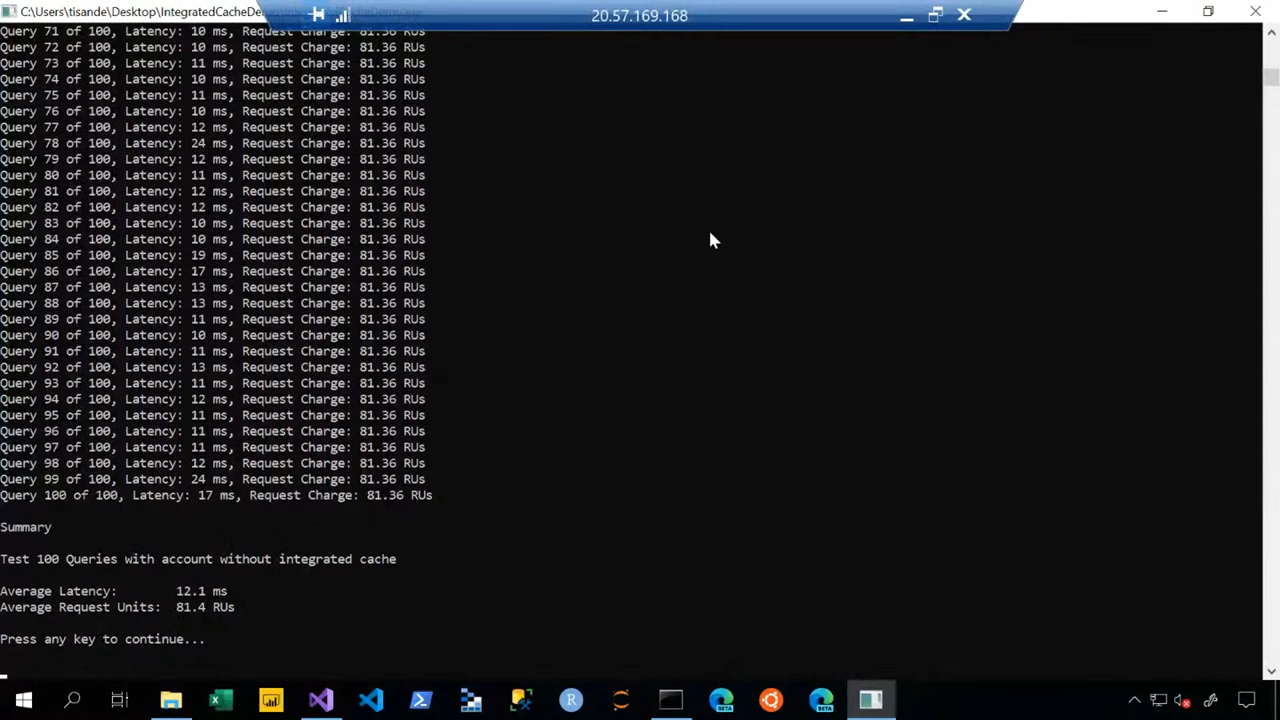 C:\Users\tisande\Desktop\IntegratedCacheDe
20.57.169.168
Query 71 of 100, Latency: 10 ms, Request Charge: 81.36 RUs
Query 72 of 100, Latency: 10 ms, Request Charge: 81.36 RUs
Query 73 of 100, Latency: 11 ms, Request Charge: 81.36 RUs
Query 74 of 100, Latency: 10 ms, Request Charge: 81.36 RUs
Query 75 of 100, Latency: 11 ms, Request Charge: 81.36 RUs
Query 76 of 100, Latency: 10 ms, Request Charge: 81.36 RUs
Query 77 of 100, Latency: 12 ms, Request Charge: 81.36 RUs
Query 78 of 100, Latency: 24 ms, Request Charge: 81.36 RUs
Query 79 of 100, Latency: 12 ms, Request Charge: 81.36 RUs
Query 80 of 100, Latency: 11 ms, Request Charge: 81.36 RUs
Query 81 of 100, Latency: 12 ms, Request Charge: 81.36 RUs
Query 82 of 100, Latency: 12 ms, Request Charge: 81.36 RUs
Query 83 of 100, Latency: 10 ms, Request Charge: 81.36 RUs
Query 84 of 100, Latency: 10 ms, Request Charge: 81.36 RUs
Query 85 of 100, Latency: 19 ms, Request Charge: 81.36 RUs
Query 86 of 100, Latency: 17 ms, Request Charge: 81.36 RUs
Query 87 of 100, Latency: 13 ms, Request Charge: 81.36 RUs
Query 88 of 100, Latency: 13 ms, Request Charge: 81.36 RUs
Query 89 of 100, Latency: 11 ms, Request Charge: 81.36 RUs
Query 90 of 100, Latency: 10 ms, Request Charge: 81.36 RUs
Query 91 of 100, Latency: 11 ms, Request Charge: 81.36 RUs
Query 92 of 100, Latency: 13 ms, Request Charge: 81.36 RUs
Query 93 of 100, Latency: 11 ms, Request Charge: 81.36 RUs
Query 94 of 100, Latency: 12 ms, Request Charge: 81.36 RUs
Query 95 of 100, Latency: 11 ms, Request Charge: 81.36 RUs
Query 96 of 100, Latency: 11 ms, Request Charge: 81.36 RUs
Query 97 of 100, Latency: 11 ms, Request Charge: 81.36 RUs
Query 98 of 100, Latency: 12 ms, Request Charge: 81.36 RUs
Query 99 of 100, Latency: 24 ms, Request Charge: 81.36 RUs
Query 100 of 100, Latency: 17 ms, Request Charge: 81.36 RUs
Summary
Test 100 Queries with account without integrated cache
Average Latency: 12.1 ms
Average Request Units: 81.4 RUs
Press any key to continue...
BETA
BETA